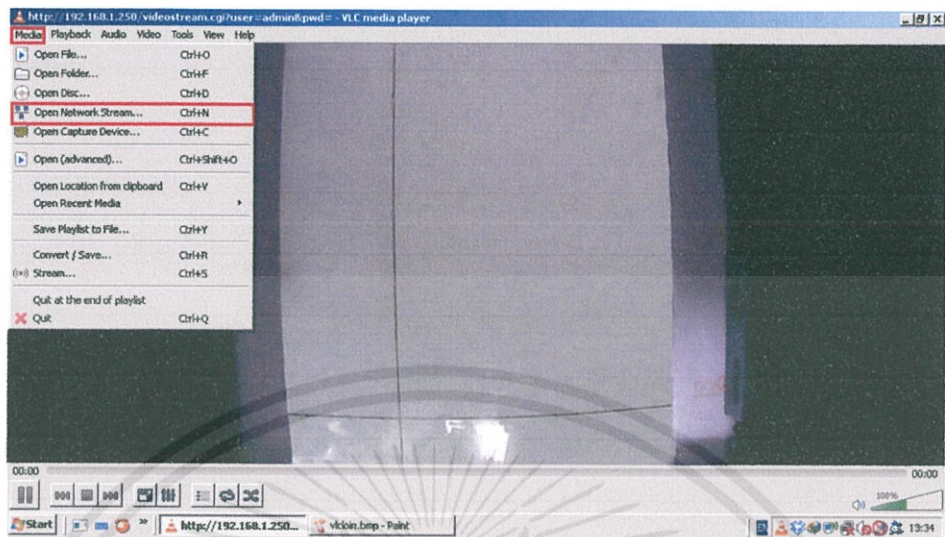 http://192.168.1.250/videostream.cgi?user=admin&pwd= - VLC media player
Media Playback Audio Video Tools View Help
Open File... Ctrl+O
Open Folder... Ctrl+F
Open Disc... Ctrl+D
Open Network Stream... Ctrl+N
Open Capture Device... Ctrl+C
Open (advanced)... Ctrl+Shift+O
Open Location from clipboard Ctrl+V
Open Recent Media
Save Playlist to File... Ctrl+Y
Convert / Save... Ctrl+R
Stream... Ctrl+S
Quit at the end of playlist
Quit Ctrl+Q
00:00 00:00
100%
Start » http://192.168.1.250... - Paint 13:34